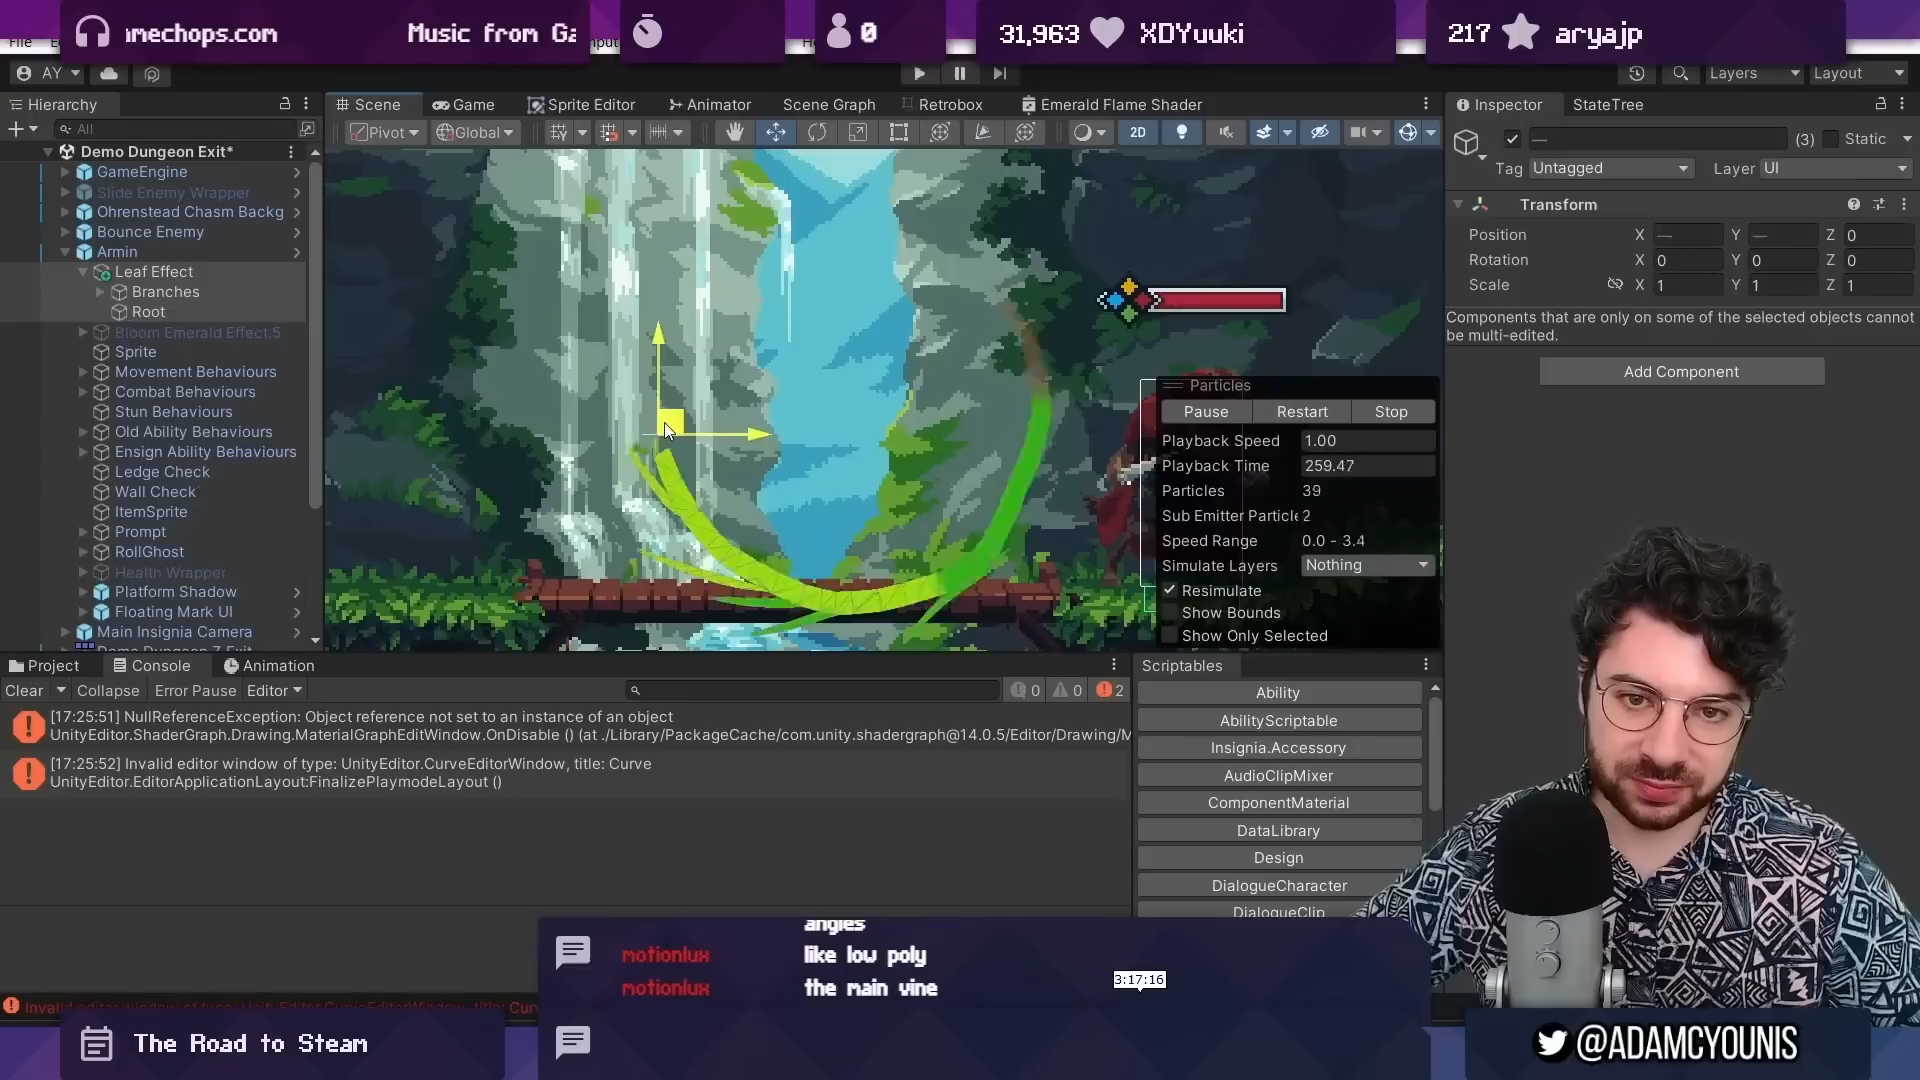 amechops.com
Music from Ga
0
31,963
XDYuuki
217
aryajp
File
AY
Layers
Layout
Hierarchy
All
Demo Dungeon Exit*
GameEngine
Slide Enemy Wrapper
Ohrenstead Chasm Backg
Bounce Enemy
Armin
Leaf Effect
Branches
Root
Bloom Emerald Effect.5
Sprite
Movement Behaviours
Combat Behaviours
Stun Behaviours
Old Ability Behaviours
Ensign Ability Behaviours
Ledge Check
Wall Check
ItemSprite
Prompt
RollGhost
Health Wrapper
Platform Shadow
Floating Mark UI
Main Insignia Camera
Scene
Game
Sprite Editor
Animator
Scene Graph
Retrobox
Emerald Flame Shader
Pivot
Global
2D
Particles
Pause
Restart
Stop
Playback Speed 1.00
Playback Time 259.47
Particles 39
Sub Emitter Particle 2
Speed Range 0.0 - 3.4
Simulate Layers Nothing
Resimulate
Show Bounds
Show Only Selected
Inspector
StateTree
—
(3)
Static
Tag Untagged
Layer UI
Transform
Position X — Y — Z 0
Rotation X 0 Y 0 Z 0
Scale X 1 Y 1 Z 1
Components that are only on some of the selected objects cannot
be multi-edited.
Add Component
Project
Console
Animation
Clear
Collapse
Error Pause
Editor
0
0
2
[17:25:51] NullReferenceException: Object reference not set to an instance of an object
UnityEditor.ShaderGraph.Drawing.MaterialGraphEditWindow.OnDisable () (at ./Library/PackageCache/com.unity.shadergraph@14.0.5/Editor/Drawing/M
[17:25:52] Invalid editor window of type: UnityEditor.CurveEditorWindow, title: Curve
UnityEditor.EditorApplicationLayout:FinalizePlaymodeLayout ()
Scriptables
Ability
AbilityScriptable
Insignia.Accessory
AudioClipMixer
ComponentMaterial
DataLibrary
Design
DialogueCharacter
DialogueClip
angles
motionlux like low poly
motionlux the main vine
3:17:16
Invalid editor window of type: UnityEditor.CurveEditorWindow, title: Cur
The Road to Steam
@ADAMCYOUNIS